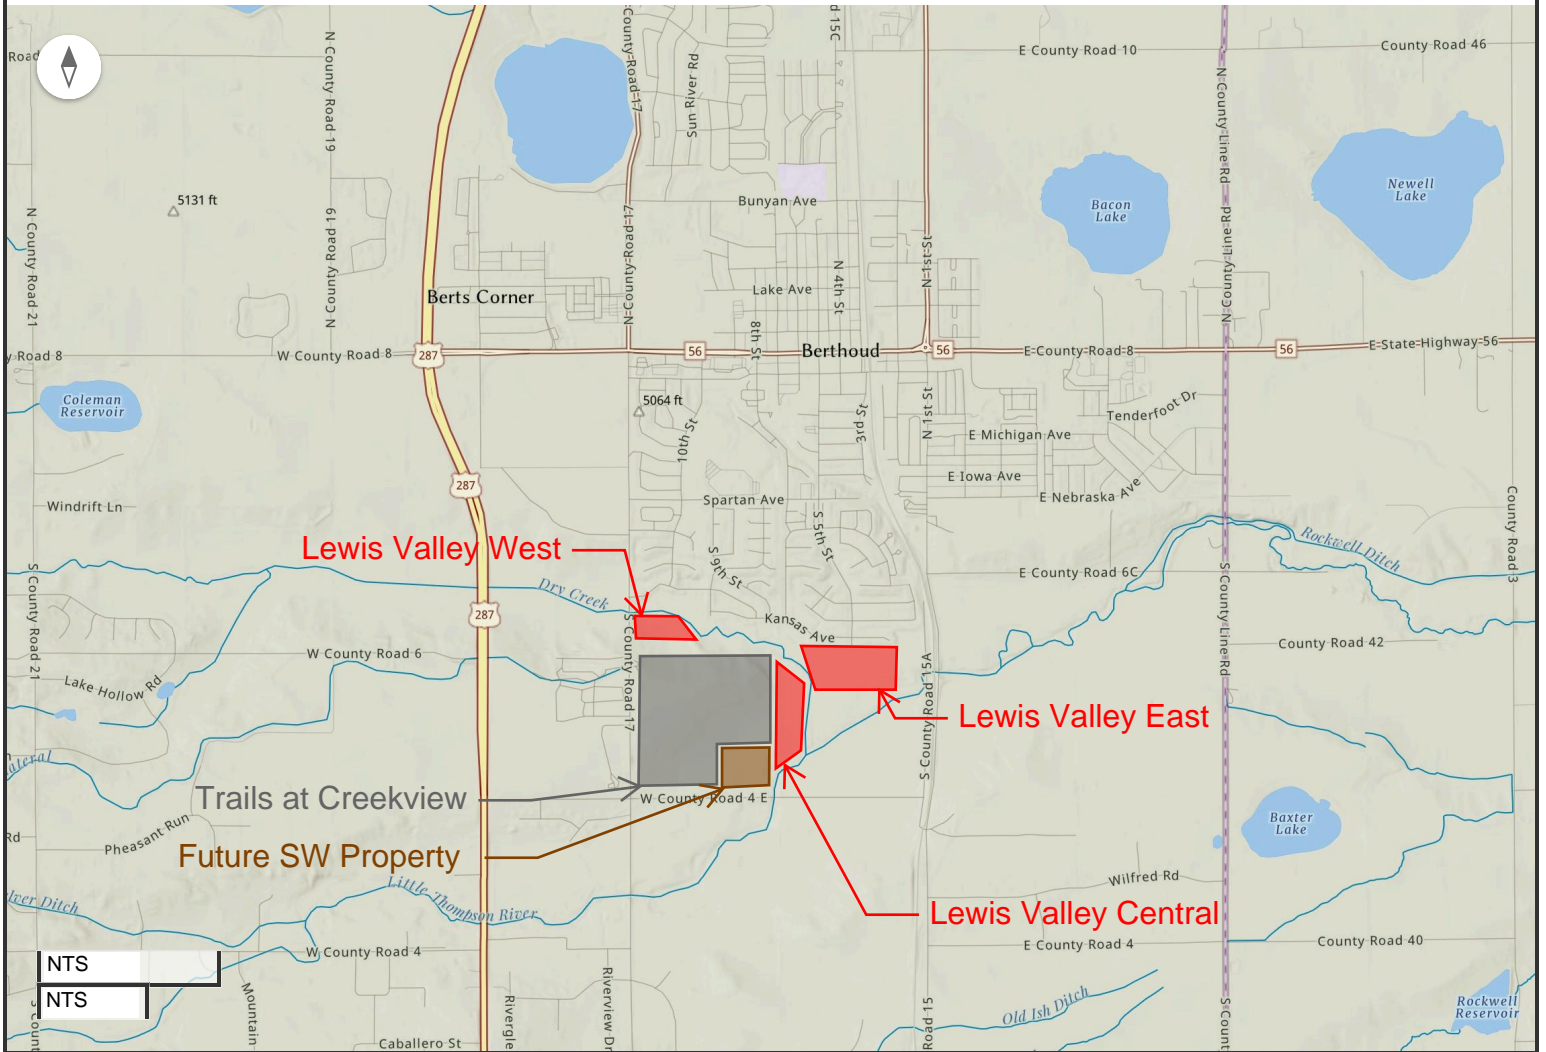 Road
N County Road 19
County Road 17
Sun River Rd
d 15C
E County Road 10
County Road 46
N County Line Rd
5131 ft
Bunyan Ave
Bacon
Lake
Newell
Lake
N County Road 21
N County Road 19
N County Road 17
N 1st St
N County Line Rd
Berts Corner
Lake Ave
N 4th St
8th St
y Road 8
W County Road 8
287
56
Berthoud
56
E County Road 8
56
E State Highway 56
Coleman
Reservoir
5064 ft
10th St
3rd St
N 1st St
Tenderfoot Dr
E Michigan Ave
E Iowa Ave
E Nebraska Ave
287
Windrift Ln
Spartan Ave
S 5th St
County Road 3
Rockwell Ditch
Lewis Valley West
S 9th St
Dry Creek
E County Road 6C
S County Road 21
287
S County Road 17
Kansas Ave
S County Line Rd
County Road 42
W County Road 6
Lake Hollow Rd
S County Road 15A
Lewis Valley East
ateral
Trails at Creekview
W County Road 4 E
Rd
Pheasant Run
Baxter
Lake
Future SW Property
Wilfred Rd
lver Ditch
Little Thompson River
Lewis Valley Central
W County Road 4
E County Road 4
County Road 40
NTS
NTS
S Count
Mountain
Rivergle
Riverview Dr
Road 15
Old Ish Ditch
S Count
Rockwell
Reservoir
Caballero St